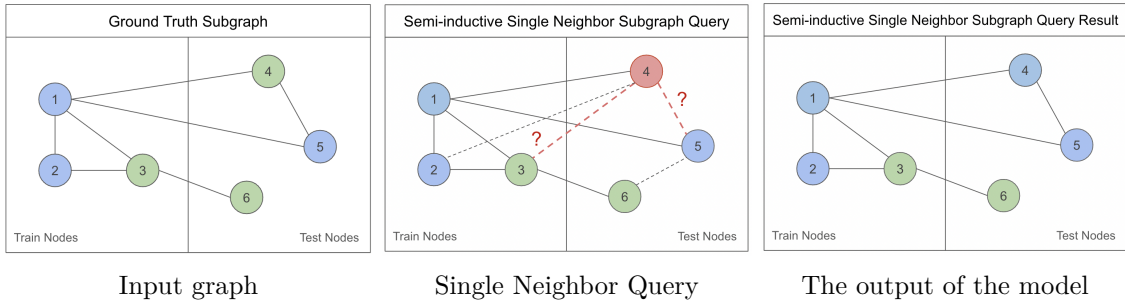 Ground Truth Subgraph
1
2
3
4
5
6
Train Nodes
Test Nodes
Input graph
Semi-inductive Single Neighbor Subgraph Query
1
2
3
4
5
6
?
?
Train Nodes
Test Nodes
Single Neighbor Query
Semi-inductive Single Neighbor Subgraph Query Result
1
2
3
4
5
6
Train Nodes
Test Nodes
The output of the model